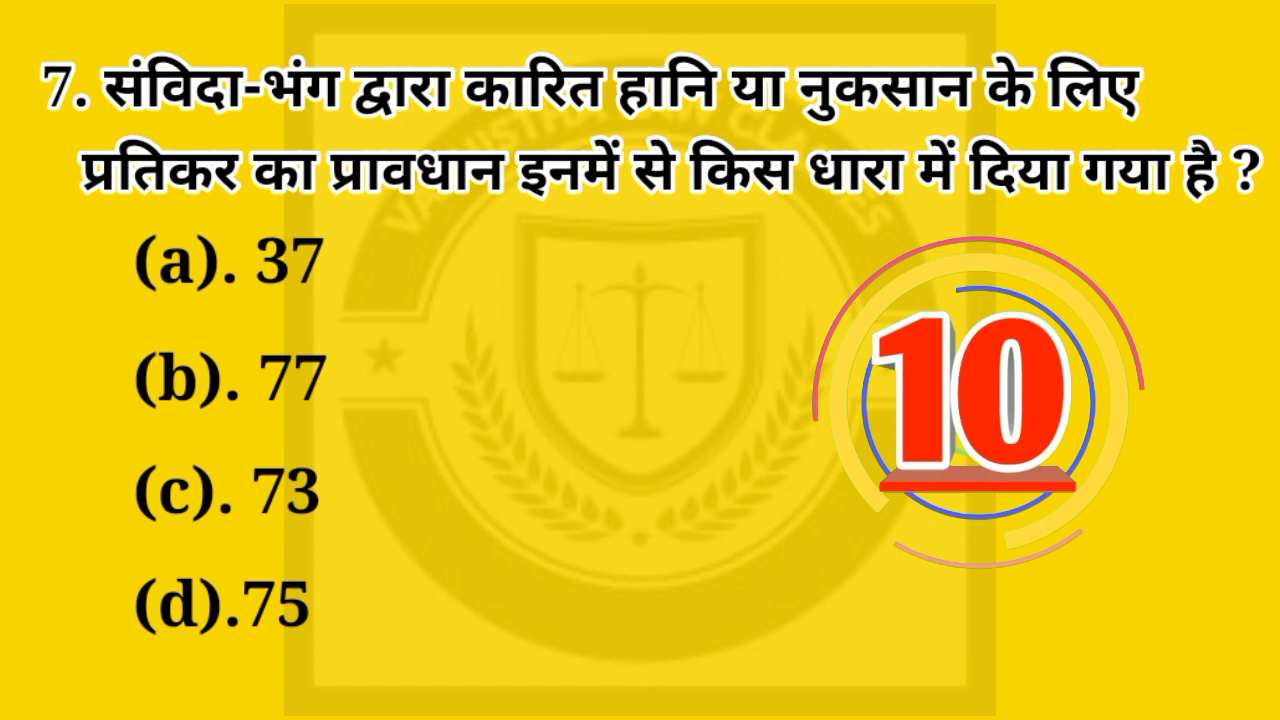 7. संविदा-भंग द्वारा कारित हानि या नुकसान के लिए
प्रतिकर का प्रावधान इनमें से किस धारा में दिया गया है ?
(a). 37
(b). 77
(c). 73
(d).75
10